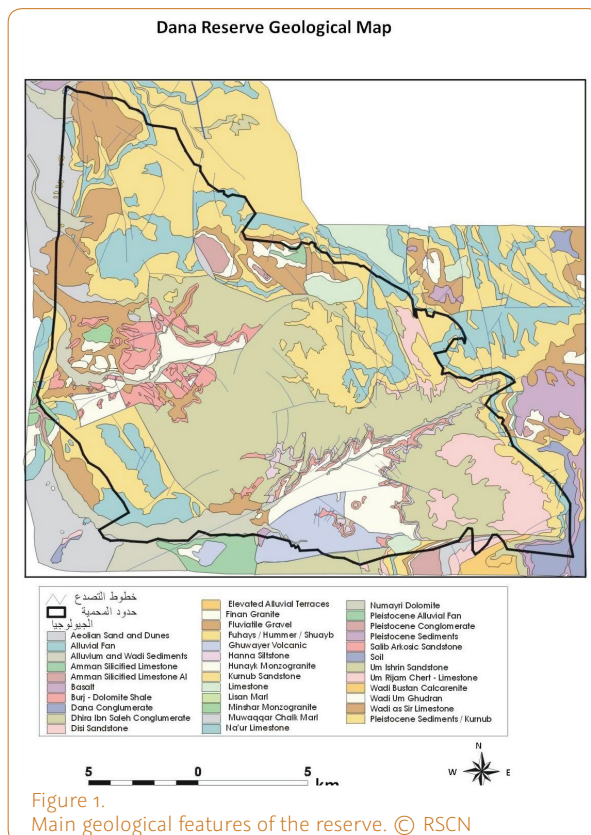 Dana Reserve Geological Map
خطوط التصدع
حدود المحمية
الجيولوجيا
Aeolian Sand and Dunes
Alluvial Fan
Alluvium and Wadi Sediments
Amman Silicified Limestone
Amman Silicified Limestone Al
Basalt
Burj - Dolomite Shale
Dana Conglomerate
Dhira Ibn Saleh Conglomerate
Disi Sandstone
Elevated Alluvial Terraces
Finan Granite
Fluviatile Gravel
Fuhays / Hummer / Shuayb
Ghuwayer Volcanic
Hanna Siltstone
Hunayk Monzogranite
Kurnub Sandstone
Limestone
Lisan Marl
Minshar Monzogranite
Muwaqqar Chalk Marl
Na'ur Limestone
Numayri Dolomite
Pleistocene Alluvial Fan
Pleistocene Conglomerate
Pleistocene Sediments
Salib Arkosic Sandstone
Soil
Um Ishrin Sandstone
Um Rijam Chert - Limestone
Wadi Bustan Calcarenite
Wadi Um Ghudran
Wadi as Sir Limestone
Pleistocene Sediments / Kurnub
5 0 5 km
N
W E
S
Figure 1.
Main geological features of the reserve. © RSCN